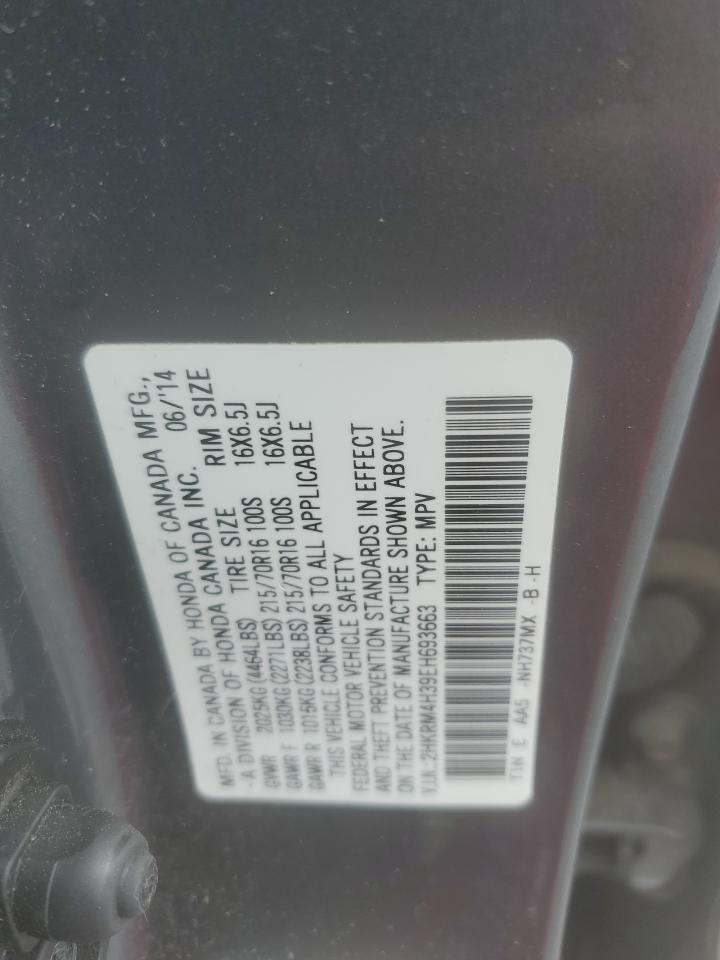 MFD. IN CANADA BY HONDA OF CANADA MFG.,
- A DIVISION OF HONDA CANADA INC. 06/'14
TIRE SIZE RIM SIZE
GVWR 2025KG(4464LBS)
GAWR F 1030KG(2271LBS) 215/70R16 100S 16X6.5J
GAWR R 1015KG(2238LBS) 215/70R16 100S 16X6.5J
THIS VEHICLE CONFORMS TO ALL APPLICABLE
FEDERAL MOTOR VEHICLE SAFETY
AND THEFT PREVENTION STANDARDS IN EFFECT
ON THE DATE OF MANUFACTURE SHOWN ABOVE.
V.I.N.:2HKRM4H39EH693663 TYPE: MPV
T1N E AA5 -NH737MX -B -H